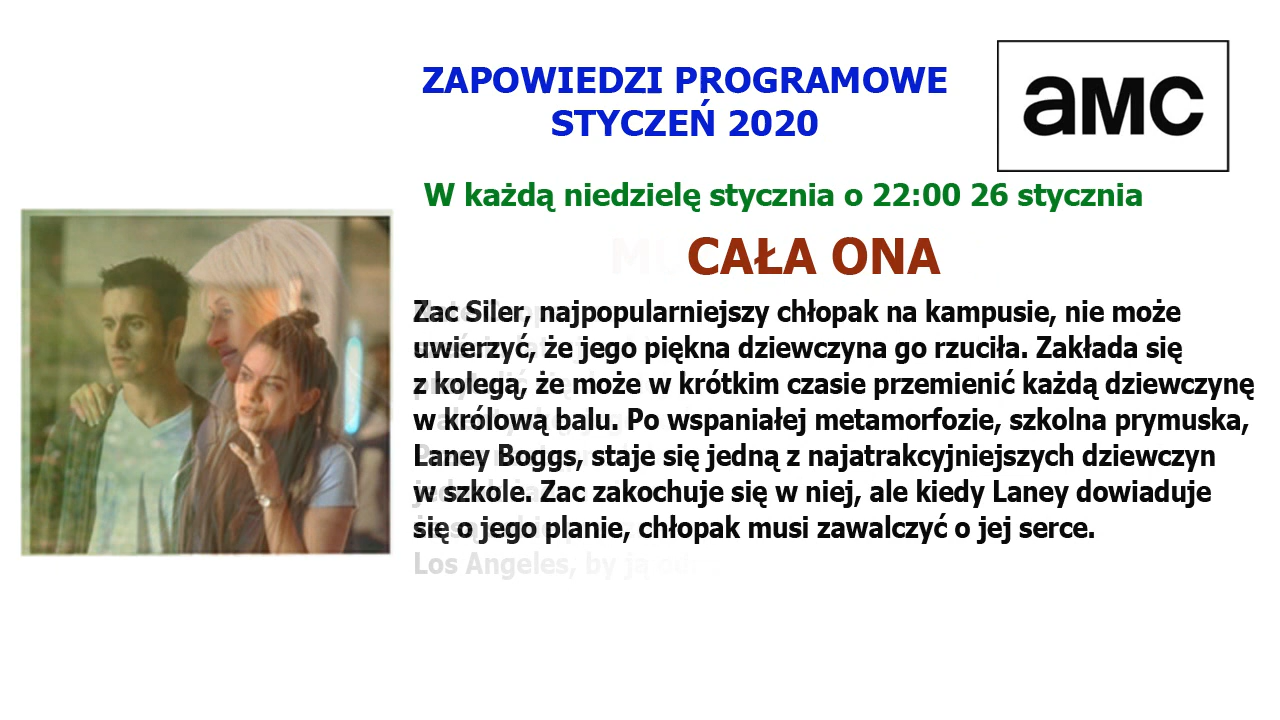 ZAPOWIEDZI PROGRAMOWE
STYCZEŃ 2020
aMC
W każdą niedzielę stycznia o 22:00 26 stycznia
CAŁA ONA
Zac Siler, najpopularniejszy chłopak na kampusie, nie może
uwierzyć, że jego piękna dziewczyna go rzuciła. Zakłada się
z kolegą, że może w krótkim czasie przemienić każdą dziewczynę
w królową balu. Po wspaniałej metamorfozie, szkolna prymuska,
Laney Boggs, staje się jedną z najatrakcyjniejszych dziewczyn
w szkole. Zac zakochuje się w niej, ale kiedy Laney dowiaduje
się o jego planie, chłopak musi zawalczyć o jej serce.
Los Angeles, by ją